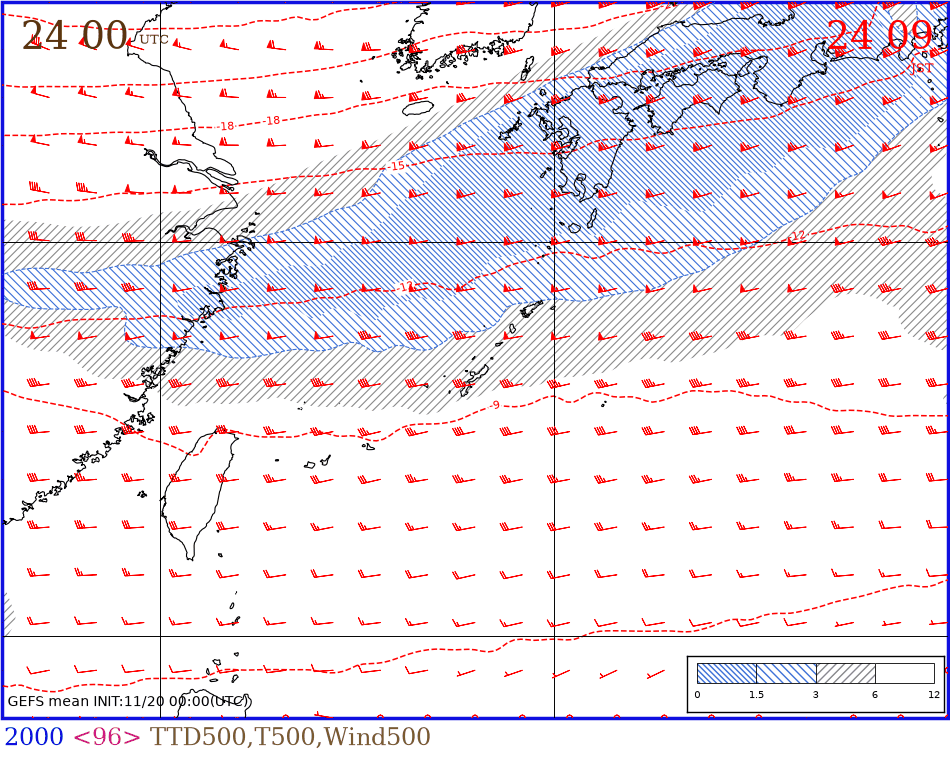 24 00 UTC
24 09 JST
-18 -18
-15
-12
-12
-9
0 1.5 3 6 12
GEFS mean INIT:11/20 00:00(UTC)
2000 <96> TTD500,T500,Wind500